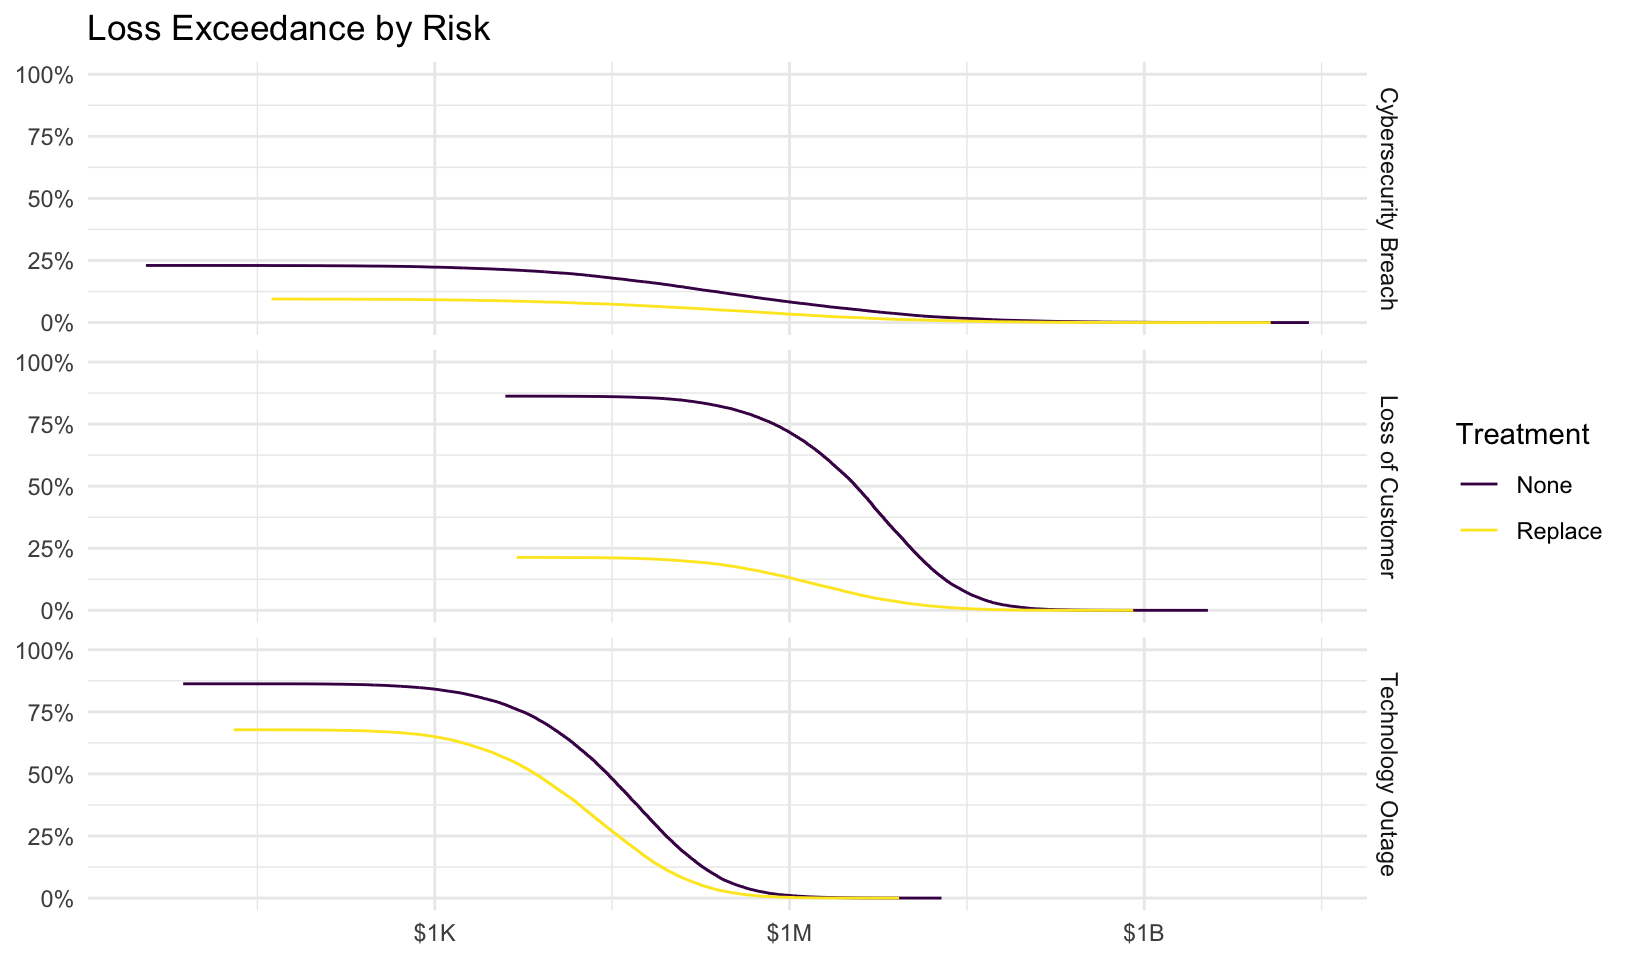 Loss Exceedance by Risk
100%
75%
50%
25%
0%
Cybersecurity Breach
100%
75%
50%
25%
0%
Loss of Customer
100%
75%
50%
25%
0%
Technology Outage
$1K
$1M
$1B
Treatment
None
Replace